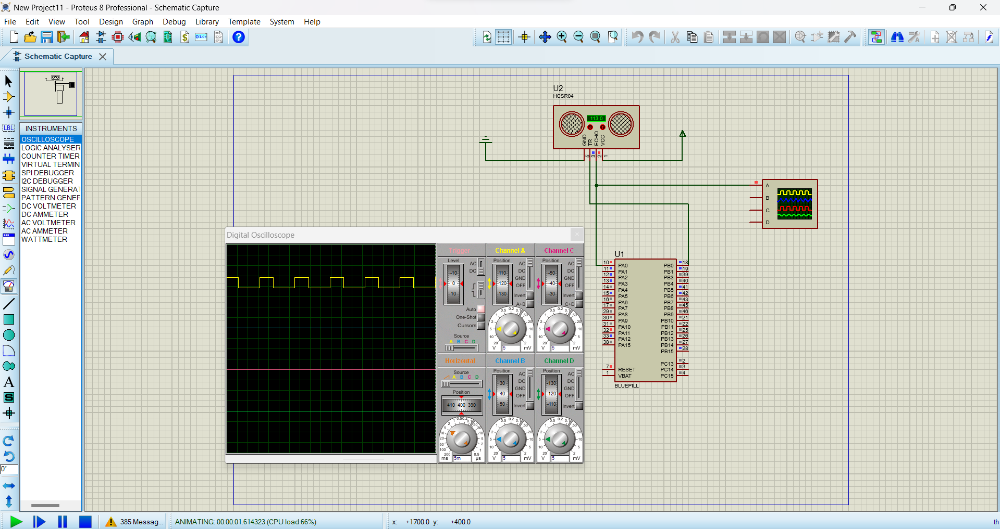 New Project11 - Proteus 8 Professional - Schematic Capture
File Edit View Tool Design Graph Debug Library Template System Help
Schematic Capture
INSTRUMENTS
OSCILLOSCOPE
LOGIC ANALYSER
COUNTER TIMER
VIRTUAL TERMIN
SPI DEBUGGER
I2C DEBUGGER
SIGNAL GENERAT
PATTERN GENER
DC VOLTMETER
DC AMMETER
AC VOLTMETER
AC AMMETER
WATTMETER
LBL
0°
U2
HCSR04
113.0
GND
TR
ECHO
VCC
5 3 2 1
A
B
C
D
Digital Oscilloscope
Trigger
Level
-10
0
10
AC
DC
Auto
One-Shot
Cursors
Source
A B C D
Channel A
Position
110
120
130
AC
DC
GND
OFF
Invert
A+B
V 5 mV
Channel C
Position
-50
-40
-30
AC
DC
GND
OFF
Invert
C+D
V 5 mV
Horizontal
Source
A B C D
Position
410 400 390
ms 5m µs
Channel B
Position
30
40
50
AC
DC
GND
OFF
Invert
V 5 mV
Channel D
Position
-130
-120
-110
AC
DC
GND
OFF
Invert
V 5 mV
U1
10 PA0 PB0 18
11 PA1 PB1 19
12 PA2 PB3 39
13 PA3 PB4 40
14 PA4 PB5 41
15 PA5 PB6 42
16 PA6 PB7 43
17 PA7 PB8 45
29 PA8 PB9 46
30 PA9 PB10 21
31 PA10 PB11 22
32 PA11 PB12 25
33 PA12 PB13 26
38 PA15 PB14 27
PB15 28
PC13 2
7 RESET PC14 3
1 VBAT PC15 4
BLUEPILL
385 Messag... ANIMATING: 00:00:01.614323 (CPU load 66%) x: +1700.0 y: +400.0 th